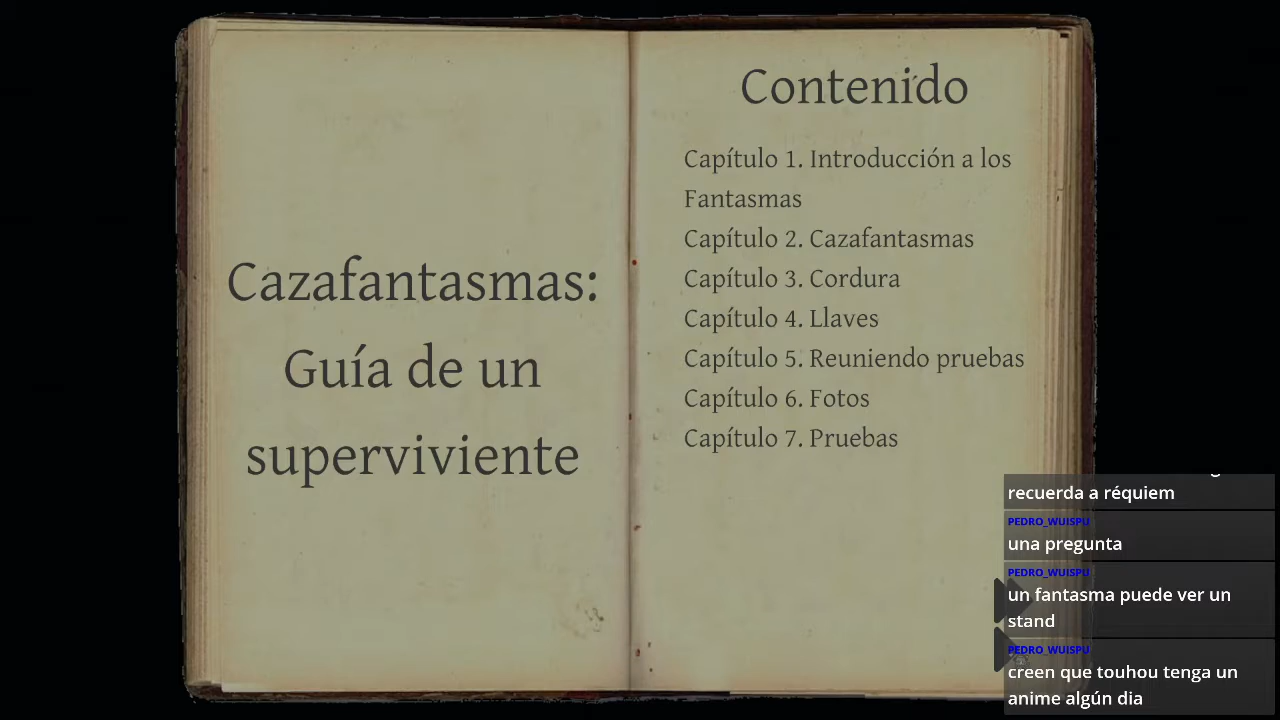 Cazafantasmas:
Guía de un
superviviente
Contenido
Capítulo 1. Introducción a los
Fantasmas
Capítulo 2. Cazafantasmas
Capítulo 3. Cordura
Capítulo 4. Llaves
Capítulo 5. Reuniendo pruebas
Capítulo 6. Fotos
Capítulo 7. Pruebas
recuerda a réquiem
PEDRO_WUISPU
una pregunta
PEDRO_WUISPU
un fantasma puede ver un
stand
PEDRO_WUISPU
creen que touhou tenga un
anime algún dia